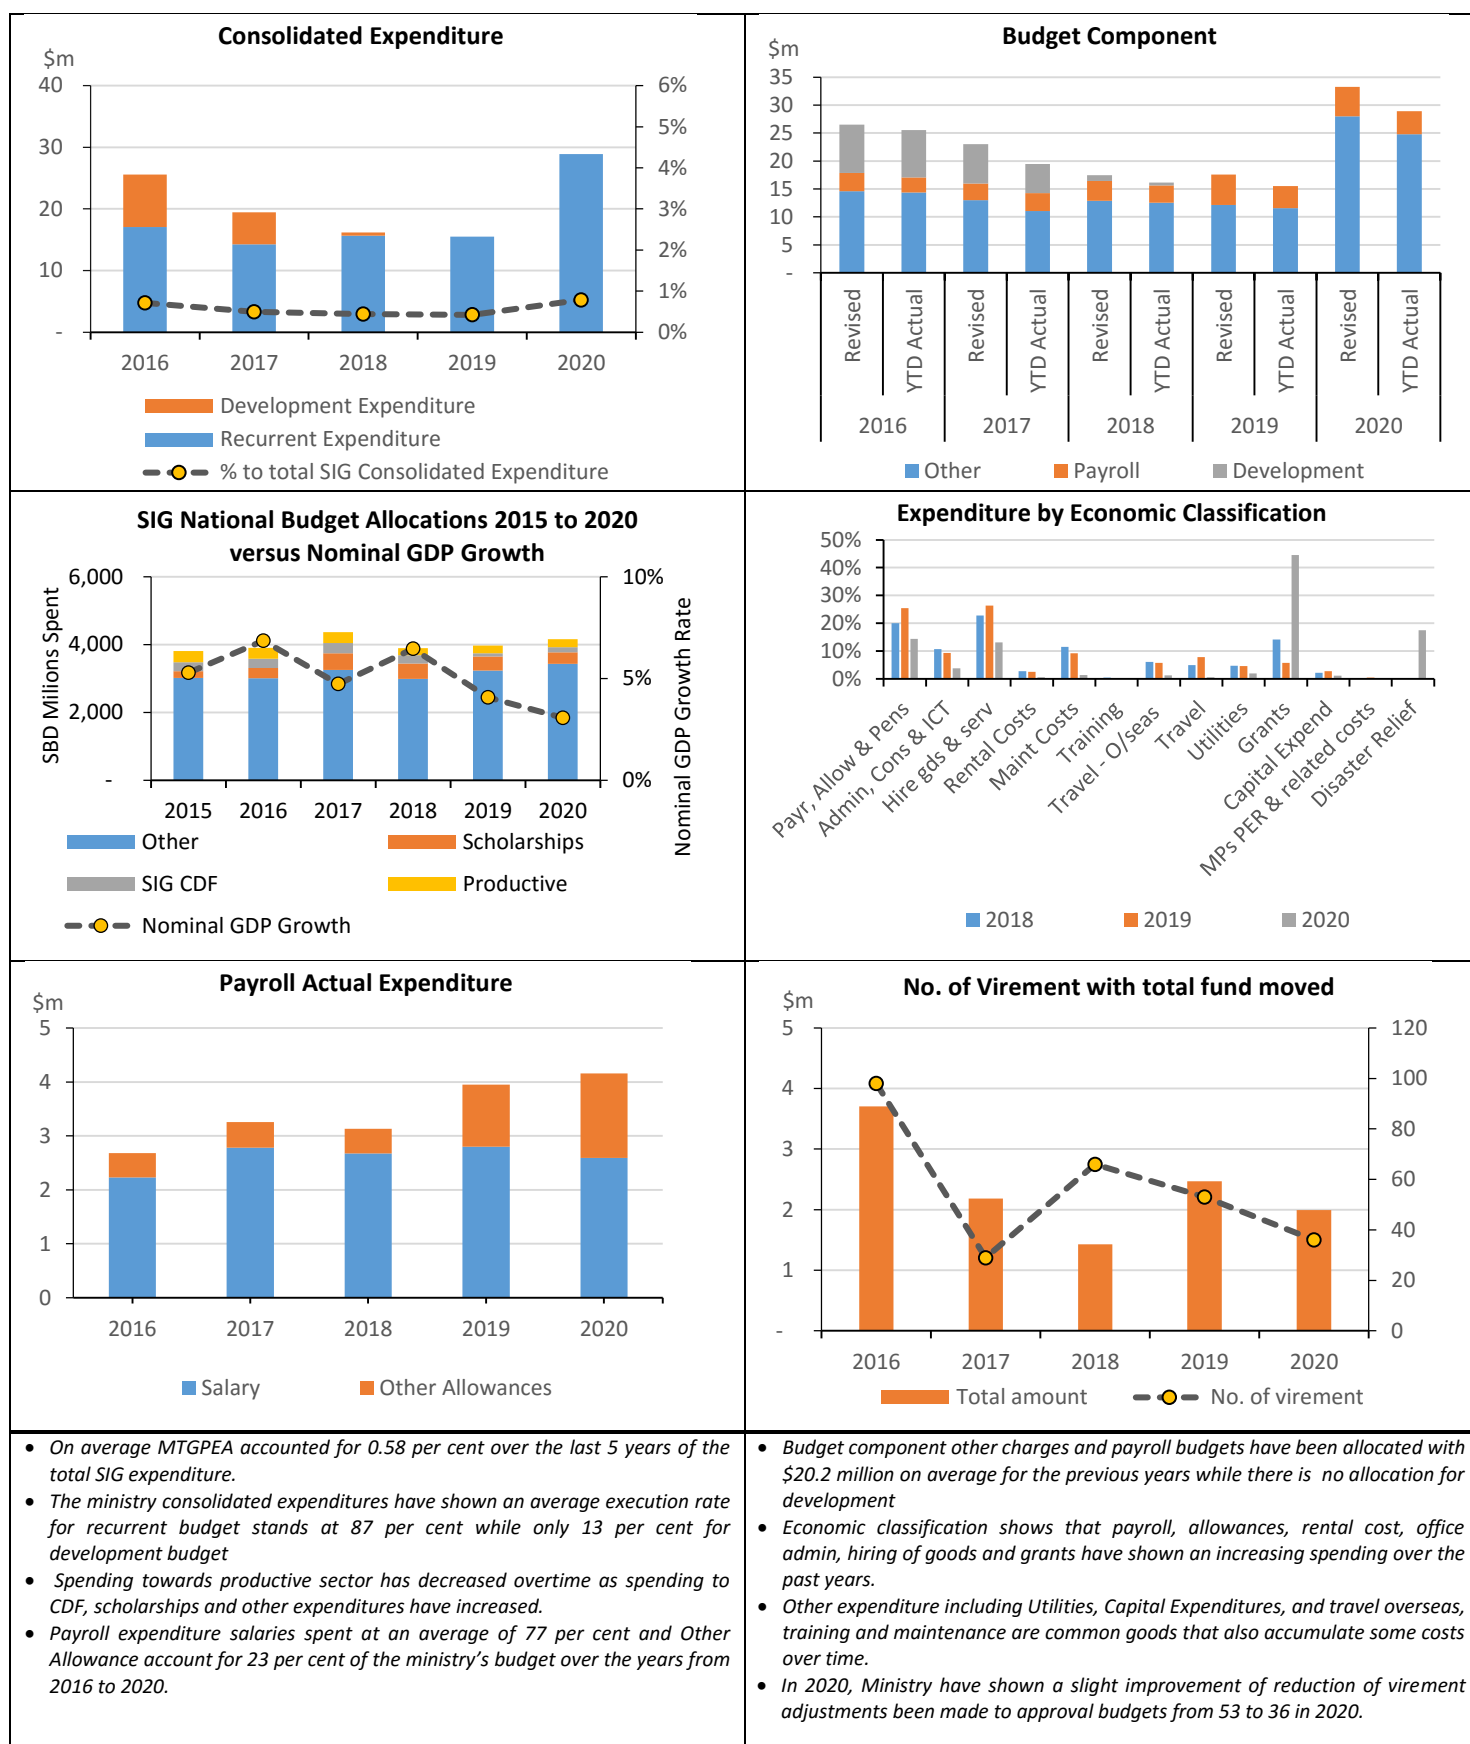 Consolidated Expenditure
$m
40
30
20
10
-
6%
5%
4%
3%
2%
1%
0%
2016 2017 2018 2019 2020
Development Expenditure
Recurrent Expenditure
% to total SIG Consolidated Expenditure
Budget Component
$m
35
30
25
20
15
10
5
-
Revised
YTD Actual
Revised
YTD Actual
Revised
YTD Actual
Revised
YTD Actual
Revised
YTD Actual
2016 2017 2018 2019 2020
Other Payroll Development
SIG National Budget Allocations 2015 to 2020
versus Nominal GDP Growth
SBD Milions Spent
6,000
4,000
2,000
-
10%
5%
0%
Nominal GDP Growth Rate
2015 2016 2017 2018 2019 2020
Other Scholarships
SIG CDF Productive
Nominal GDP Growth
Expenditure by Economic Classification
50%
40%
30%
20%
10%
0%
Payr, Allow & Pens
Admin, Cons & ICT
Hire gds & serv
Rental Costs
Maint Costs
Training
Travel - O/seas
Travel
Utilities
Grants
Capital Expend
MPs PER & related costs
Disaster Relief
2018 2019 2020
Payroll Actual Expenditure
$m
5
4
3
2
1
0
2016 2017 2018 2019 2020
Salary Other Allowances
No. of Virement with total fund moved
$m
5
4
3
2
1
-
120
100
80
60
40
20
0
2016 2017 2018 2019 2020
Total amount No. of virement
• On average MTGPEA accounted for 0.58 per cent over the last 5 years of the
total SIG expenditure.
• The ministry consolidated expenditures have shown an average execution rate
for recurrent budget stands at 87 per cent while only 13 per cent for
development budget
• Spending towards productive sector has decreased overtime as spending to
CDF, scholarships and other expenditures have increased.
• Payroll expenditure salaries spent at an average of 77 per cent and Other
Allowance account for 23 per cent of the ministry's budget over the years from
2016 to 2020.
• Budget component other charges and payroll budgets have been allocated with
$20.2 million on average for the previous years while there is no allocation for
development
• Economic classification shows that payroll, allowances, rental cost, office
admin, hiring of goods and grants have shown an increasing spending over the
past years.
• Other expenditure including Utilities, Capital Expenditures, and travel overseas,
training and maintenance are common goods that also accumulate some costs
over time.
• In 2020, Ministry have shown a slight improvement of reduction of virement
adjustments been made to approval budgets from 53 to 36 in 2020.